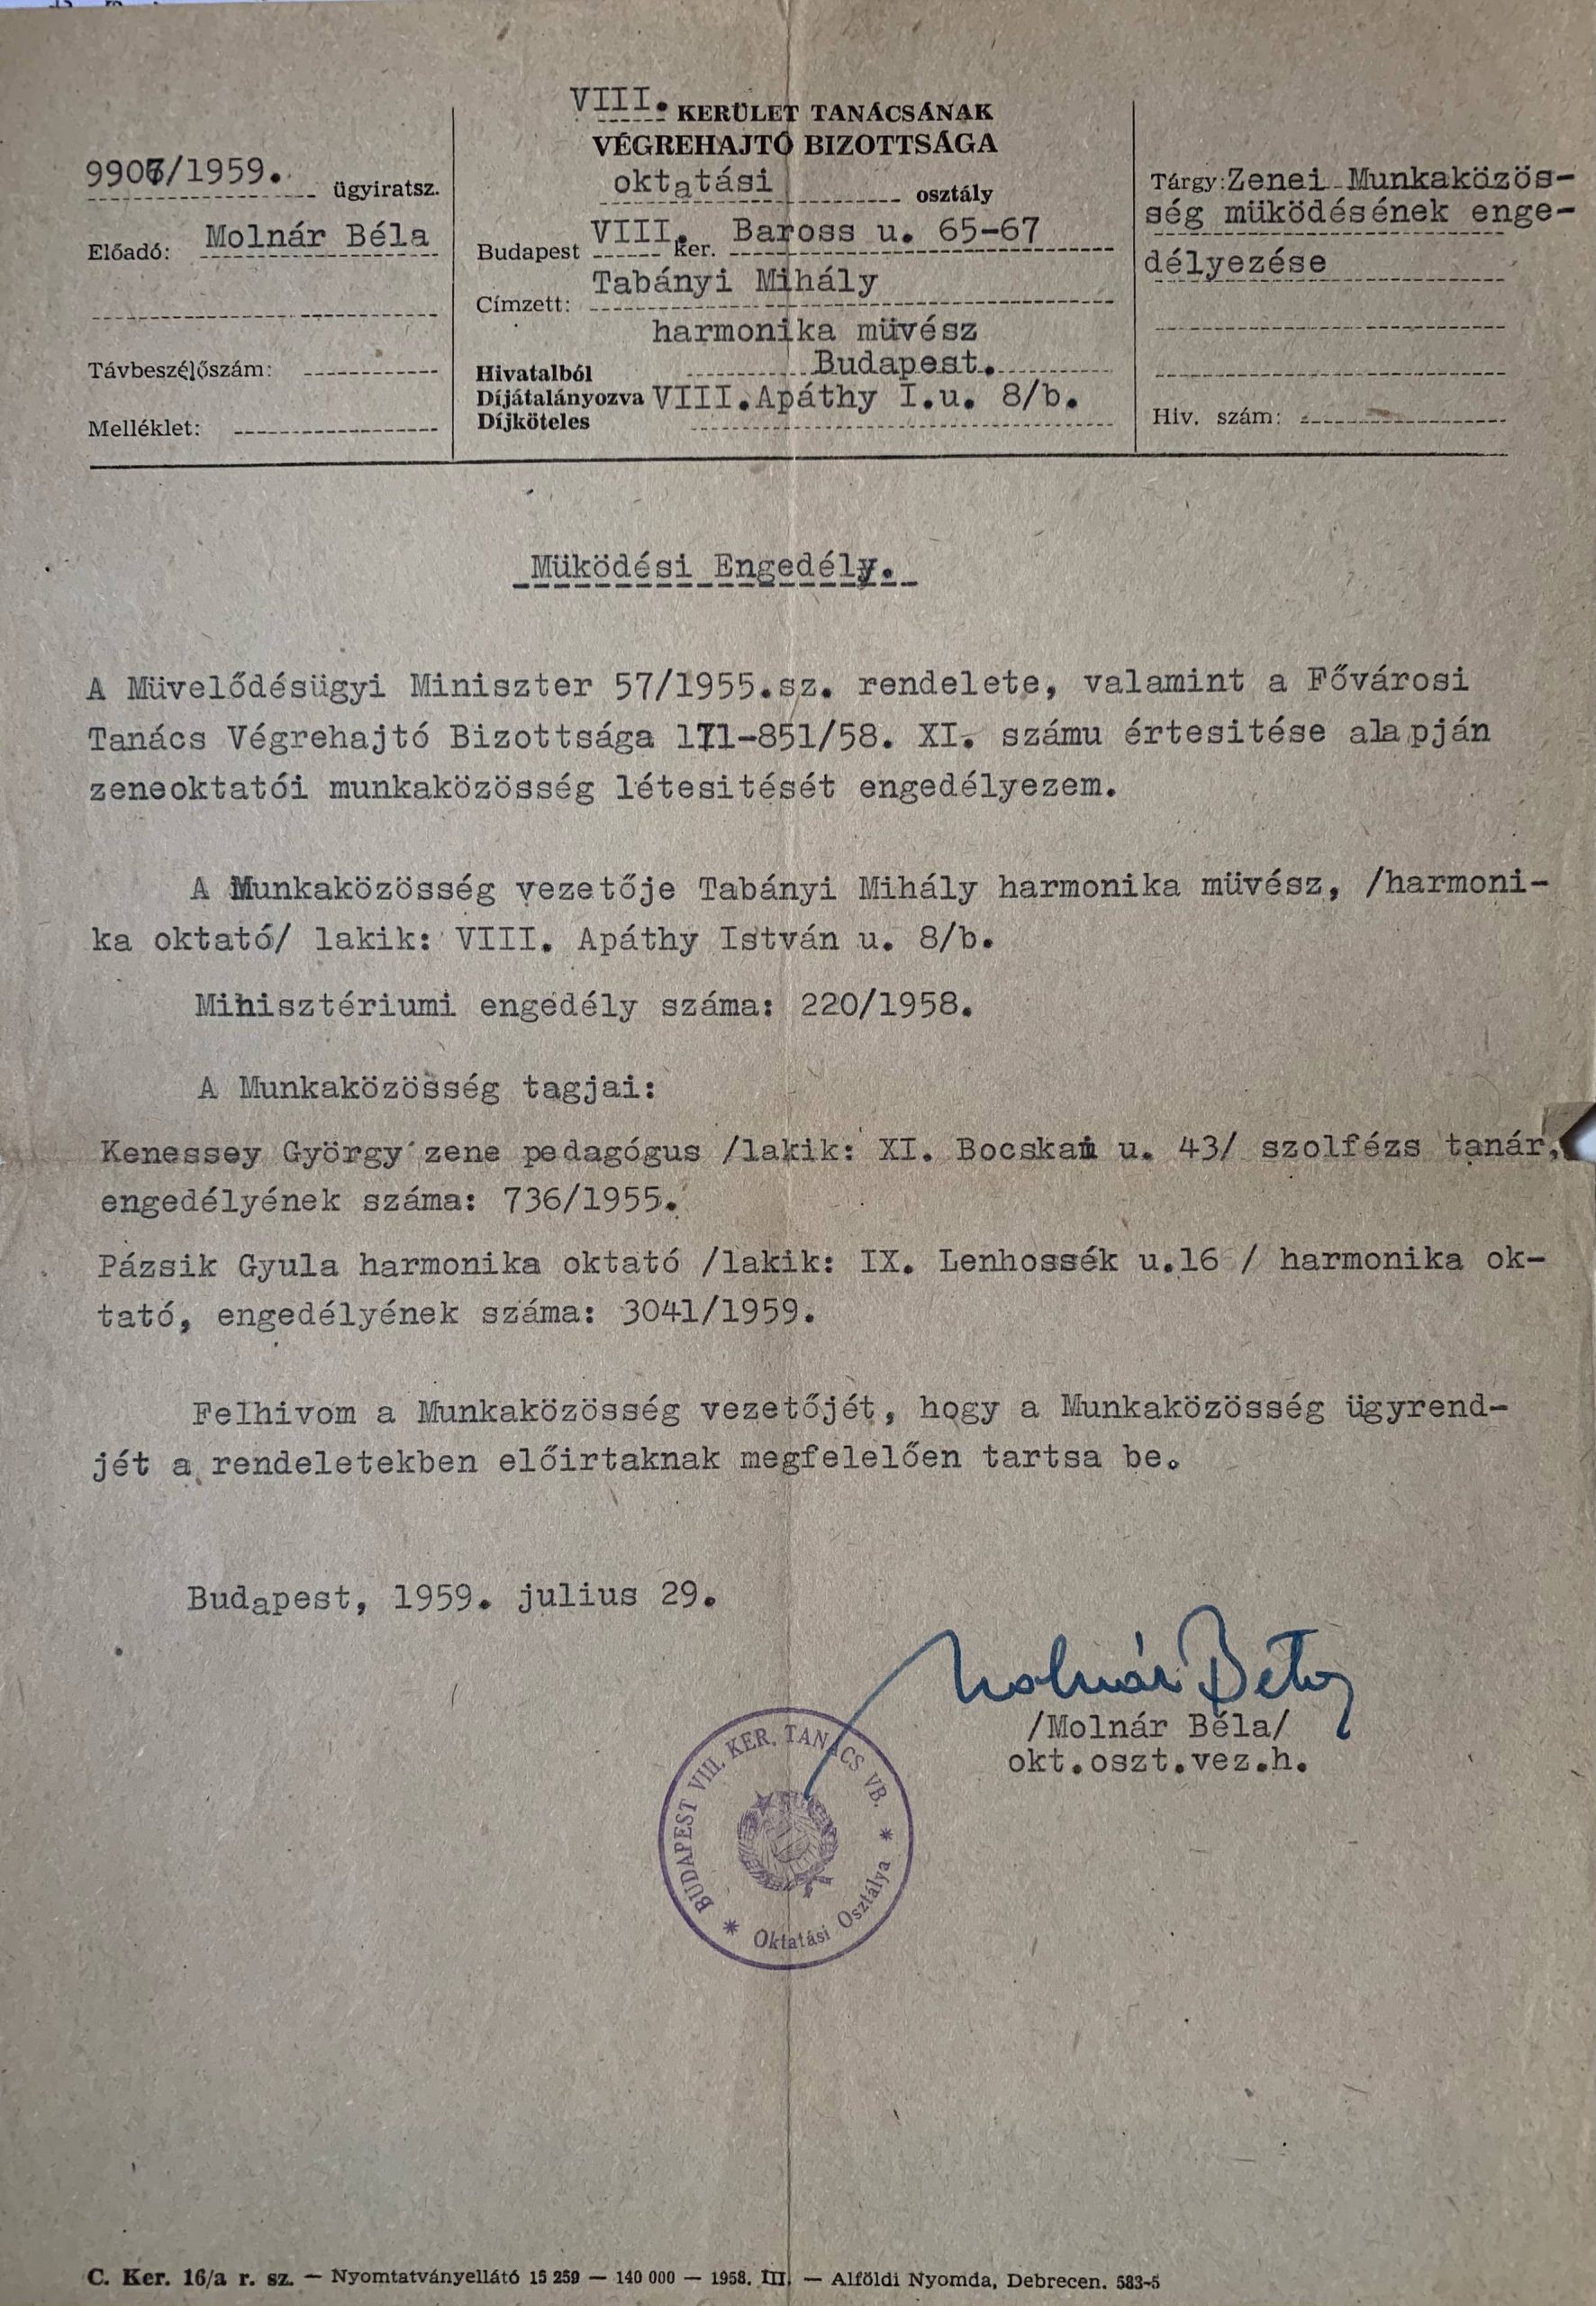 VIII. KERÜLET TANÁCSÁNAK
VÉGREHAJTÓ BIZOTTSÁGA
oktatási osztály
Budapest VIII. ker. Baross u. 65-67
Címzett: Tabányi Mihály
harmonika müvész
Hivatalból Budapest.
Díjátalányozva VIII.Apáthy I.u. 8/b.
Díjköteles
/1959. ügyiratsz.
Előadó: Molnár Béla
Távbeszélőszám:
Melléklet:
Tárgy: Zenei Munkaközös-
ség müködésének enge-
délyezése
Hiv. szám:
Müködési Engedély.
A Müvelődésügyi Miniszter 57/1955.sz. rendelete, valamint a Fővárosi
Tanács Végrehajtó Bizottsága 171-851/58. XI. számu értesitése alapján
zeneoktatói munkaközösség létesitését engedélyezem.
A Munkaközösség vezetője Tabányi Mihály harmonika müvész, /harmoni-
ka oktató/ lakik: VIII. Apáthy István u. 8/b.
Minisztériumi engedély száma: 220/1958.
A Munkaközösség tagjai:
Kenessey György zene pedagógus /lakik: XI. Bocskai u. 43/ szolfézs tanár,
engedélyének száma: 736/1955.
Pázsik Gyula harmonika oktató /lakik: IX. Lenhossék u.16 / harmonika ok-
tató, engedélyének száma: 3041/1959.
Felhivom a Munkaközösség vezetőjét, hogy a Munkaközösség ügyrend-
jét a rendeletekben előirtaknak megfelelően tartsa be.
Budapest, 1959. julius 29.
Molnár Béla
/Molnár Béla/
okt.oszt.vez.h.
BUDAPEST VIII. KER. TANÁCS VB.
* Oktatási Osztálya *
C. Ker. 16/a r. sz. — Nyomtatványellátó 15 259 — 140 000 — 1958. III. — Alföldi Nyomda, Debrecen. 583-5